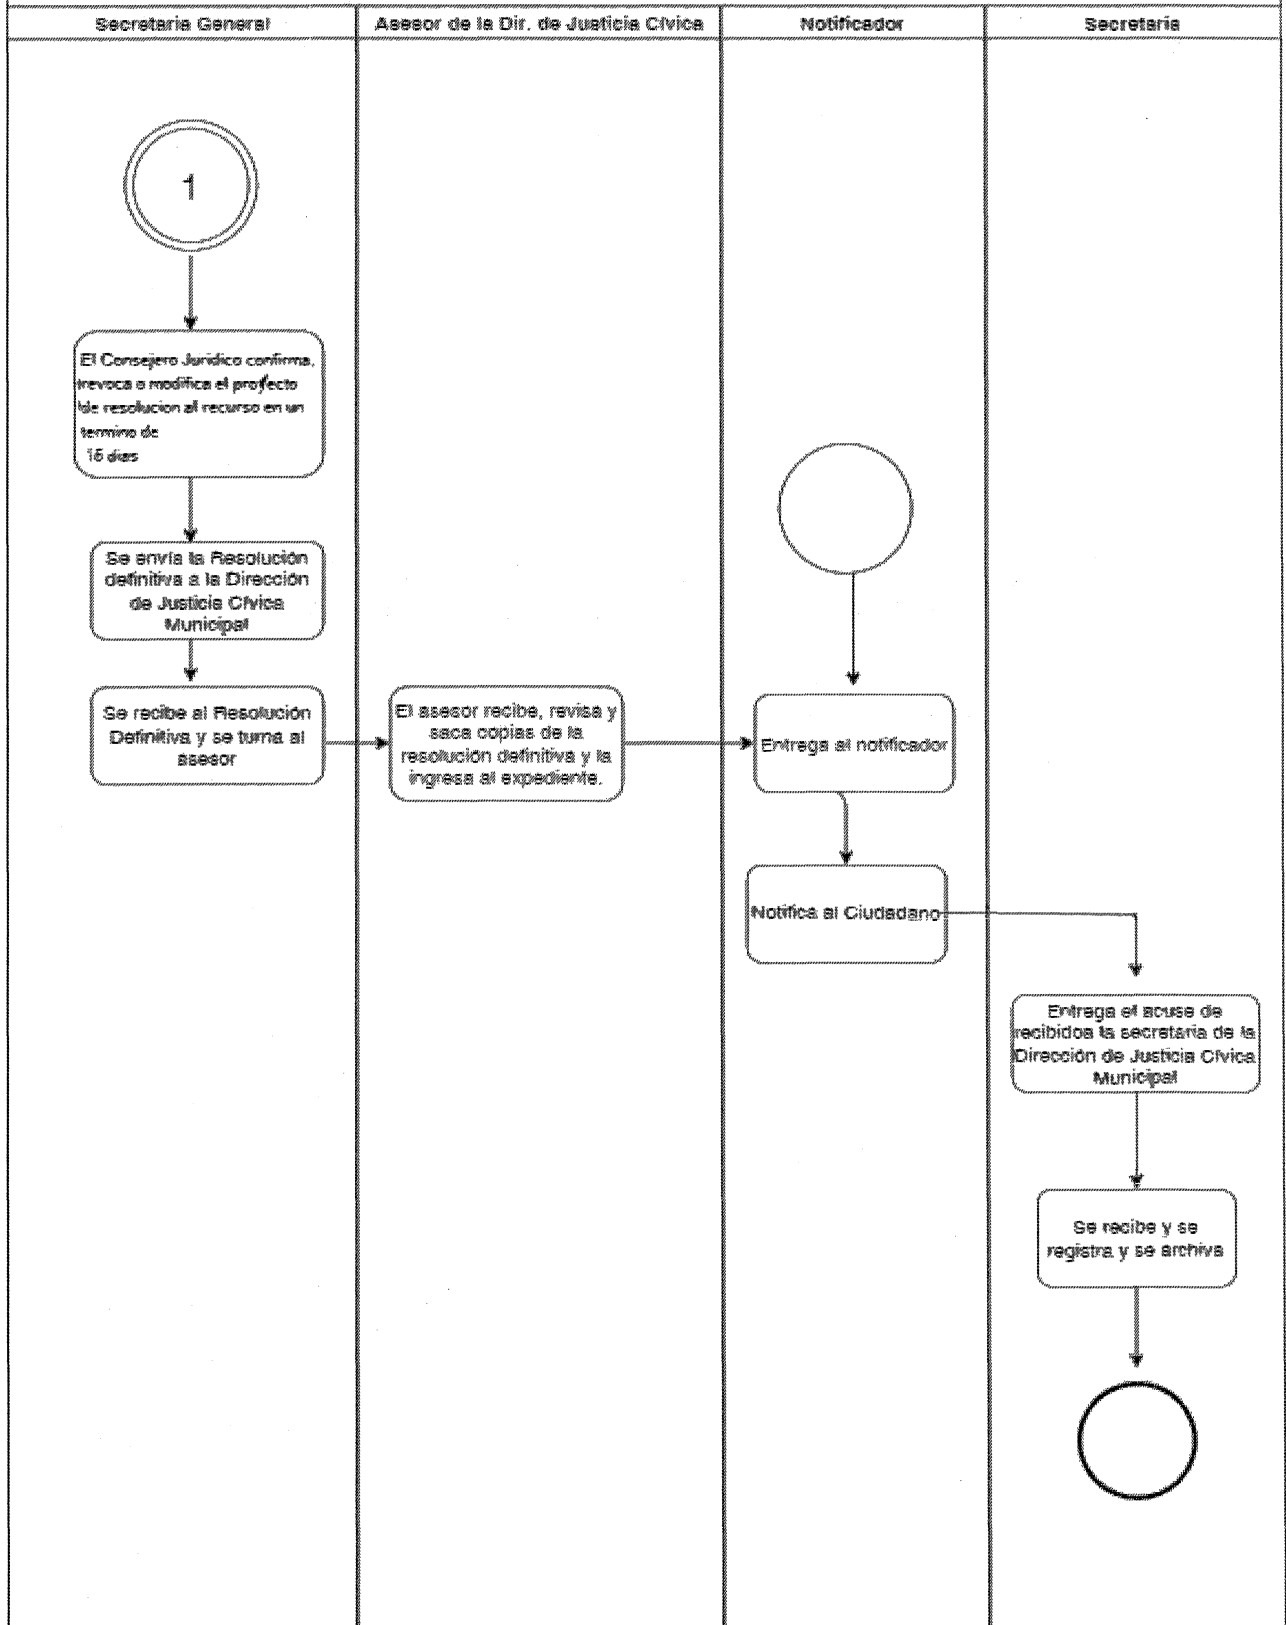 Secretaria General
Asesor de la Dir. de Justicia Cívica
Notificador
Secretaria
1
El Consejero Juridico confirma,
revoca o modifica el proyecto
de resolucion al recurso en un
termino de
15 dias
Se envía la Resolución
definitiva a la Dirección
de Justicia Cívica
Municipal
Se recibe al Resolución
Definitiva y se turna al
asesor
El asesor recibe, revisa y
saca copias de la
resolución definitiva y la
ingresa al expediente.
Entrega al notificador
Notifica al Ciudadano
Entrega el acuse de
recibidoa la secretaria de la
Dirección de Justicia Cívica
Municipal
Se recibe y se
registra y se archiva